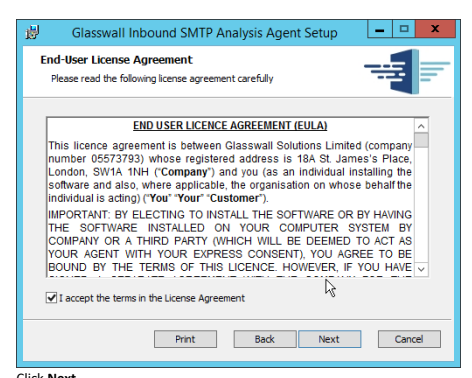 Glasswall Inbound SMTP Analysis Agent Setup
End-User License Agreement
Please read the following license agreement carefully
END USER LICENCE AGREEMENT (EULA)
This licence agreement is between Glasswall Solutions Limited (company
number 05573793) whose registered address is 18A St. James's Place,
London, SW1A 1NH ("Company") and you (as an individual installing the
software and also, where applicable, the organisation on whose behalf the
individual is acting) ("You" "Your" "Customer").
IMPORTANT: BY ELECTING TO INSTALL THE SOFTWARE OR BY HAVING
THE SOFTWARE INSTALLED ON YOUR COMPUTER SYSTEM BY
COMPANY OR A THIRD PARTY (WHICH WILL BE DEEMED TO ACT AS
YOUR AGENT WITH YOUR EXPRESS CONSENT), YOU AGREE TO BE
BOUND BY THE TERMS OF THIS LICENCE. HOWEVER, IF YOU HAVE
I accept the terms in the License Agreement
Print Back Next Cancel
Click Next